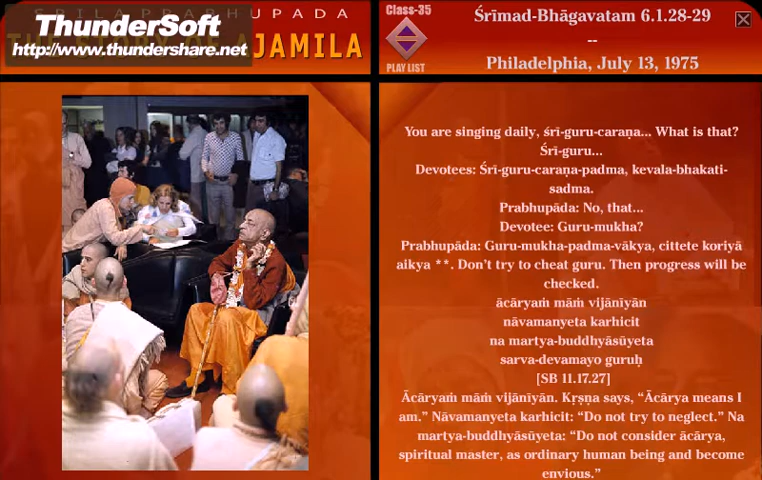 SRILA PRABHUPADA
ThunderSoft
http://www.thundershare.net
AJAMILA
Class-35
PLAY LIST
Śrīmad-Bhāgavatam 6.1.28-29
--
Philadelphia, July 13, 1975
You are singing daily, śrī-guru-caraṇa... What is that?
Śrī-guru...
Devotees: Śrī-guru-caraṇa-padma, kevala-bhakati-
sadma.
Prabhupāda: No, that...
Devotee: Guru-mukha?
Prabhupāda: Guru-mukha-padma-vākya, cittete koriyā
aikya **. Don't try to cheat guru. Then progress will be
checked.
ācāryaṁ māṁ vijānīyān
nāvamanyeta karhicit
na martya-buddhyāsūyeta
sarva-devamayo guruḥ
[SB 11.17.27]
Ācāryaṁ māṁ vijānīyān. Kṛṣṇa says, “Ācārya means I
am.” Nāvamanyeta karhicit: “Do not try to neglect.” Na
martya-buddhyāsūyeta: “Do not consider ācārya,
spiritual master, as ordinary human being and become
envious.”